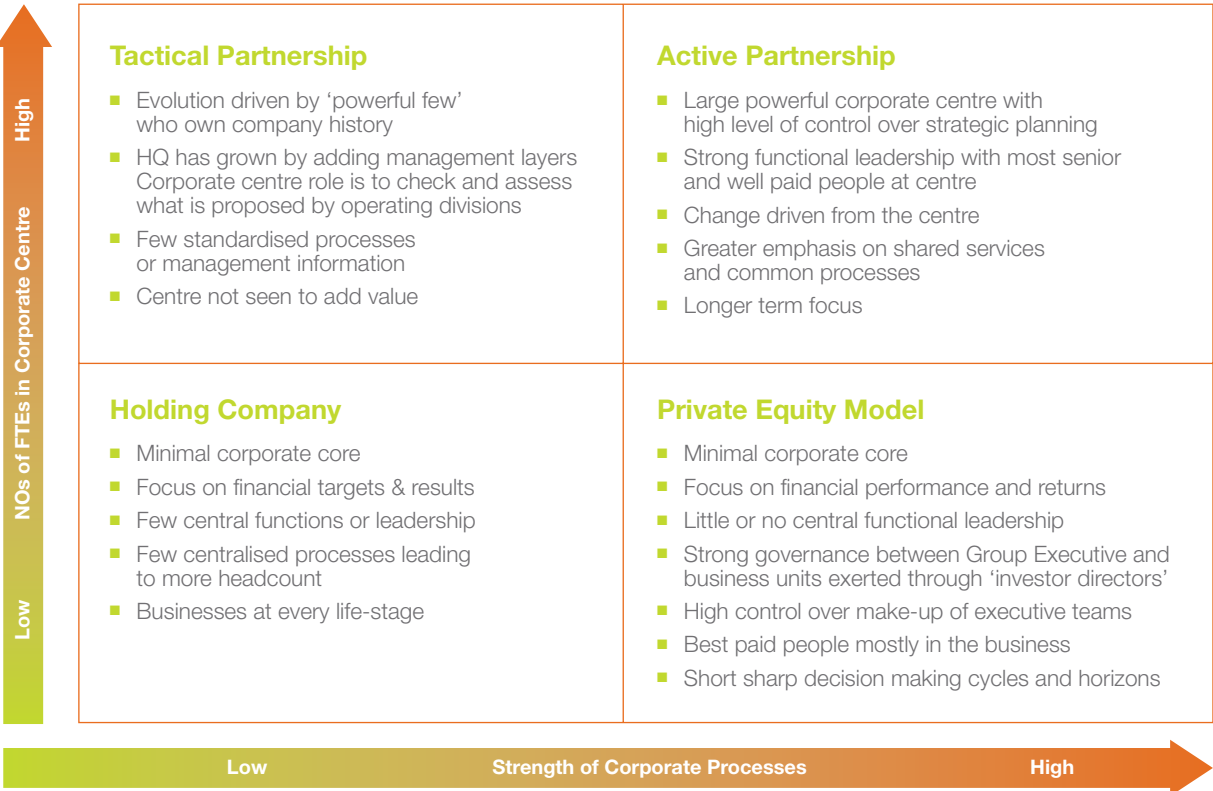 Tactical Partnership
■ Evolution driven by ‘powerful few’
who own company history
■ HQ has grown by adding management layers
Corporate centre role is to check and assess
what is proposed by operating divisions
■ Few standardised processes
or management information
■ Centre not seen to add value
Active Partnership
■ Large powerful corporate centre with
high level of control over strategic planning
■ Strong functional leadership with most senior
and well paid people at centre
■ Change driven from the centre
■ Greater emphasis on shared services
and common processes
■ Longer term focus
Holding Company
■ Minimal corporate core
■ Focus on financial targets & results
■ Few central functions or leadership
■ Few centralised processes leading
to more headcount
■ Businesses at every life-stage
Private Equity Model
■ Minimal corporate core
■ Focus on financial performance and returns
■ Little or no central functional leadership
■ Strong governance between Group Executive and
business units exerted through ‘investor directors’
■ High control over make-up of executive teams
■ Best paid people mostly in the business
■ Short sharp decision making cycles and horizons
Low NOs of FTEs in Corporate Centre High
Low Strength of Corporate Processes High